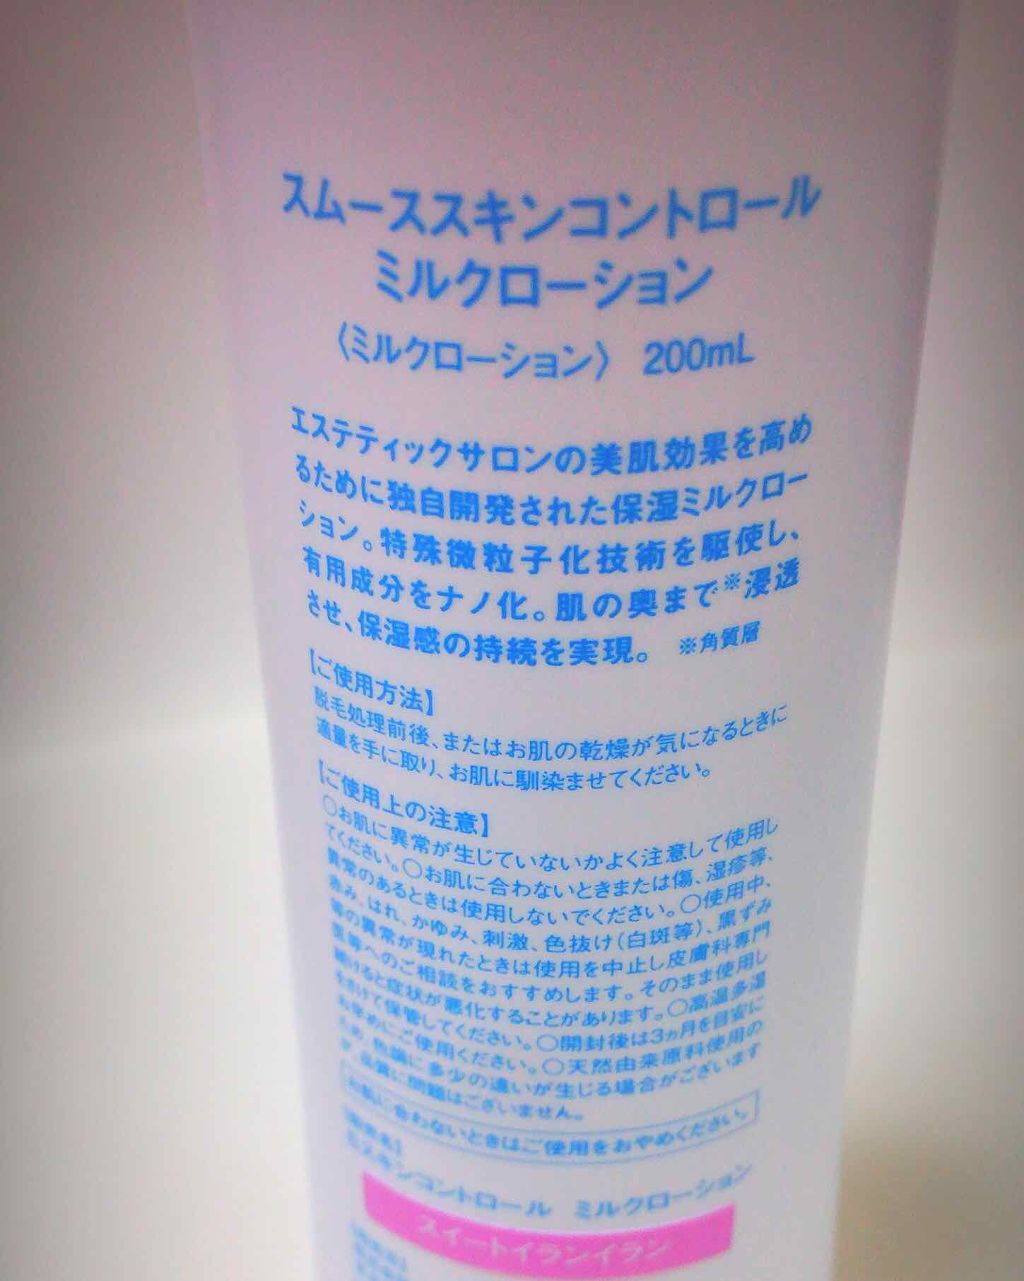 スムーススキンコントロール
ミルクローション
〈ミルクローション〉 200mL
エステティックサロンの美肌効果を高め
るために独自開発された保湿ミルクロー
ション。特殊微粒子化技術を駆使し、
有用成分をナノ化。肌の奥まで※浸透
させ、保湿感の持続を実現。 ※角質層
【ご使用方法】
脱毛処理前後、またはお肌の乾燥が気になるときに
適量を手に取り、お肌に馴染ませてください。
【ご使用上の注意】
○お肌に異常が生じていないかよく注意して使用し
てください。○お肌に合わないときまたは傷、湿疹等、
異常のあるときは使用しないでください。○使用中、
赤み、はれ、かゆみ、刺激、色抜け(白斑等)、黒ずみ
等の異常が現れたときは使用を中止し皮膚科専門
医等へのご相談をおすすめします。そのまま使用し
続けると症状が悪化することがあります。○高温多湿
をさけて保管してください。○開封後は3ヵ月を目安に
お早めにご使用ください。○天然由来原料使用の
ため、色調に多少の違いが生じる場合がございます
が、品質に問題はございません。
お肌に合わないときはご使用をおやめください。
スキンコントロール ミルクローション
スイートイランイラン